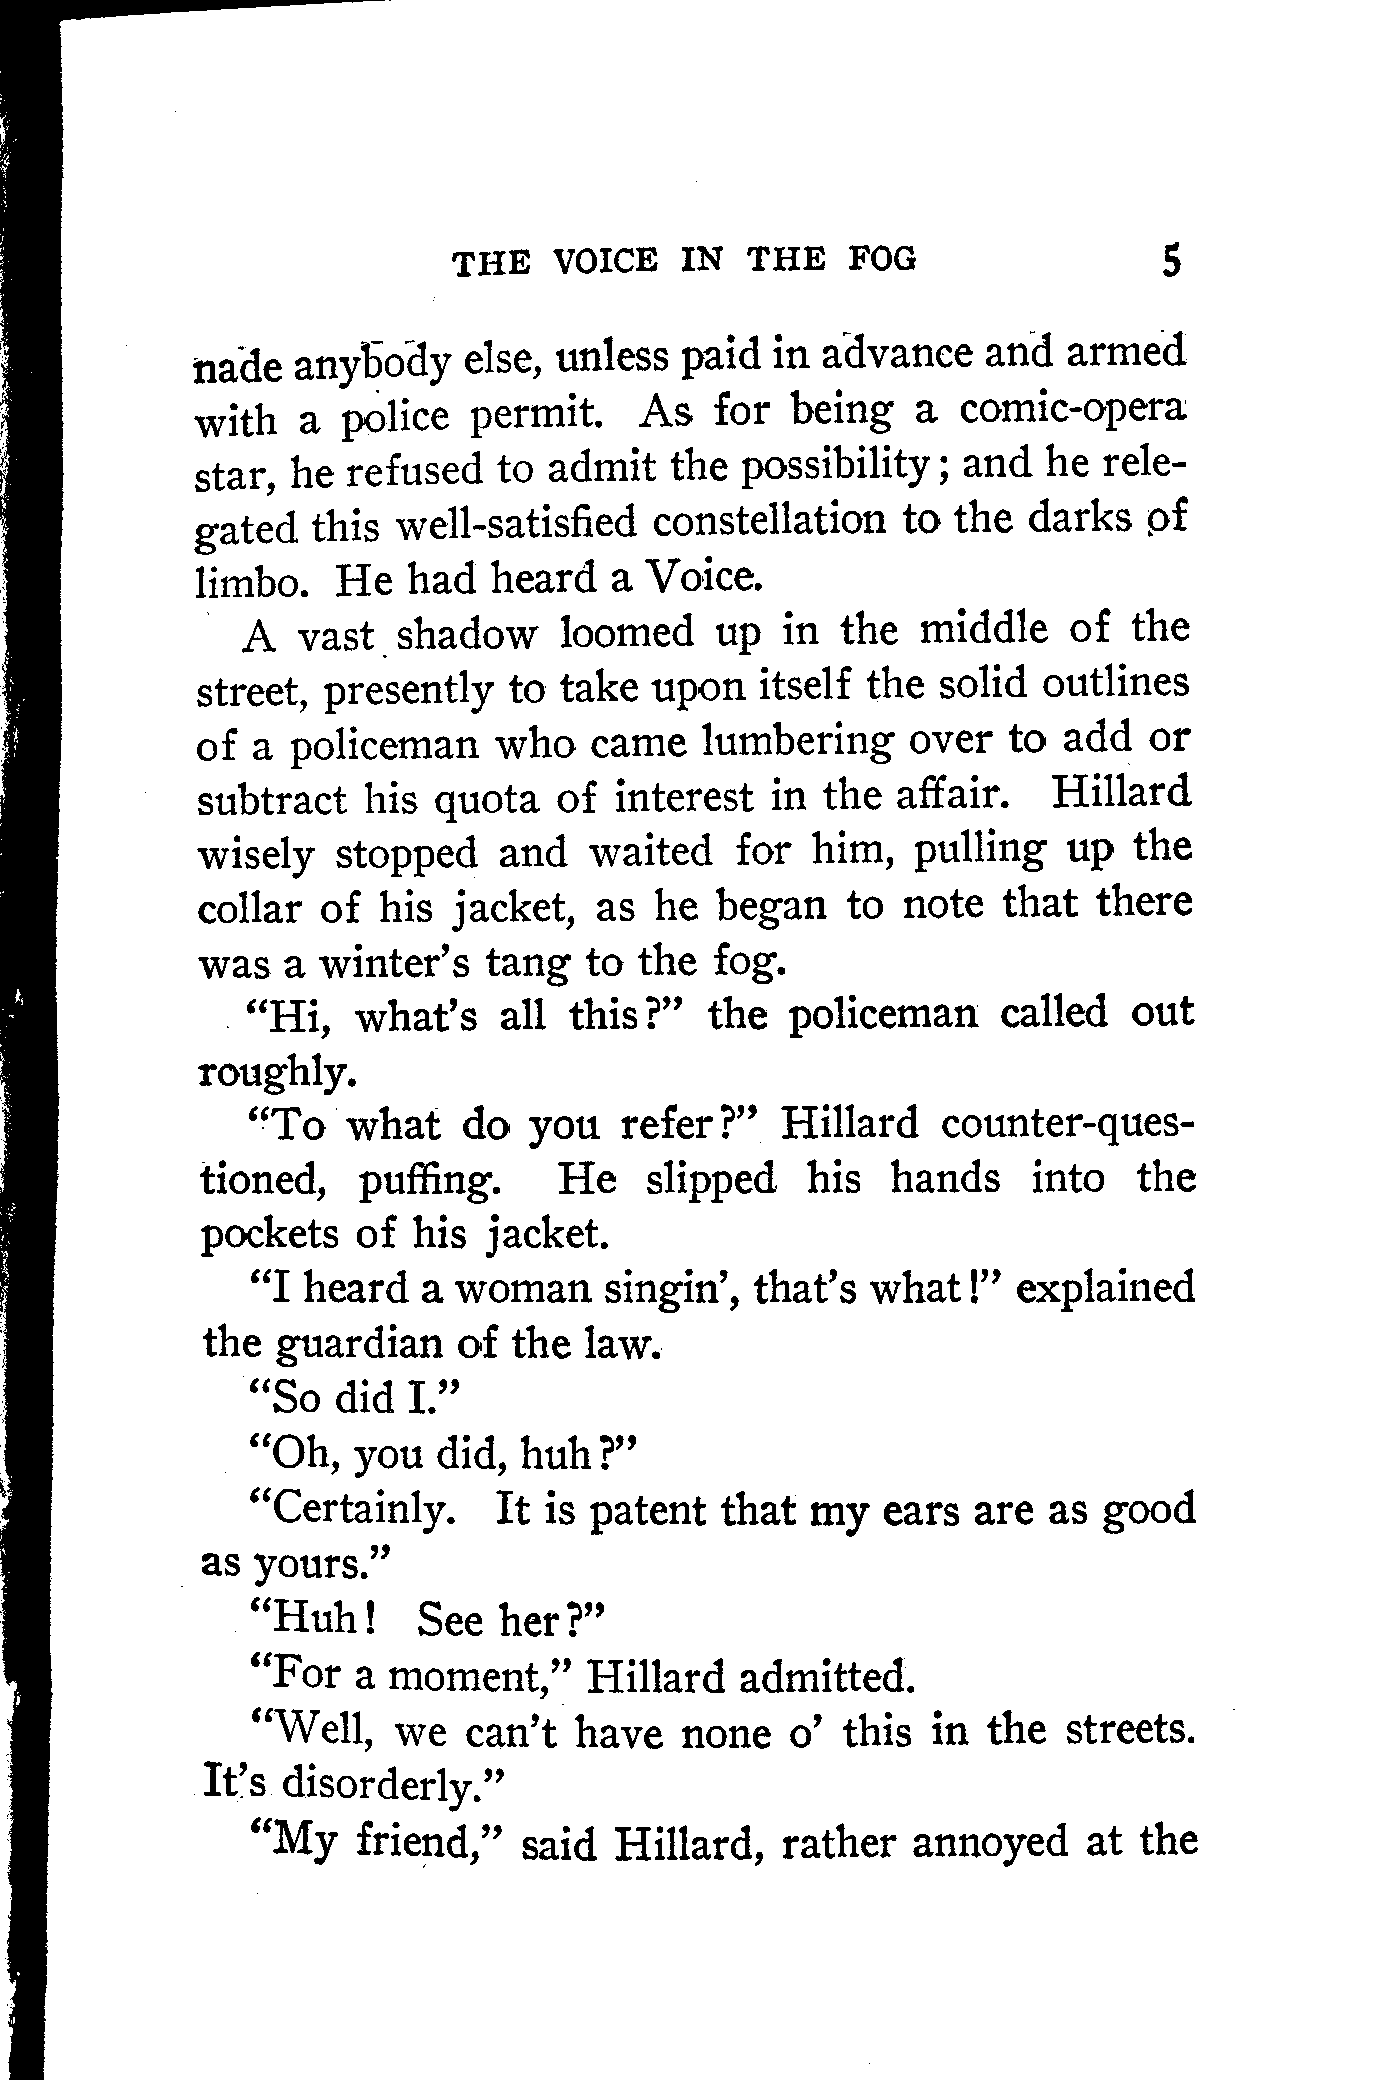 THE VOICE IN THE FOG 5
nade anybody else, unless paid in advance and armed
with a police permit. As for being a comic-opera
star, he refused to admit the possibility; and he rele-
gated this well-satisfied constellation to the darks of
limbo. He had heard a Voice.
A vast shadow loomed up in the middle of the
street, presently to take upon itself the solid outlines
of a policeman who came lumbering over to add or
subtract his quota of interest in the affair. Hillard
wisely stopped and waited for him, pulling up the
collar of his jacket, as he began to note that there
was a winter's tang to the fog.
"Hi, what's all this?" the policeman called out
roughly.
"To what do you refer?" Hillard counter-ques-
tioned, puffing. He slipped his hands into the
pockets of his jacket.
"I heard a woman singin', that's what!" explained
the guardian of the law.
"So did I."
"Oh, you did, huh?"
"Certainly. It is patent that my ears are as good
as yours."
"Huh! See her?"
"For a moment," Hillard admitted.
"Well, we can't have none o' this in the streets.
It's disorderly."
"My friend," said Hillard, rather annoyed at the